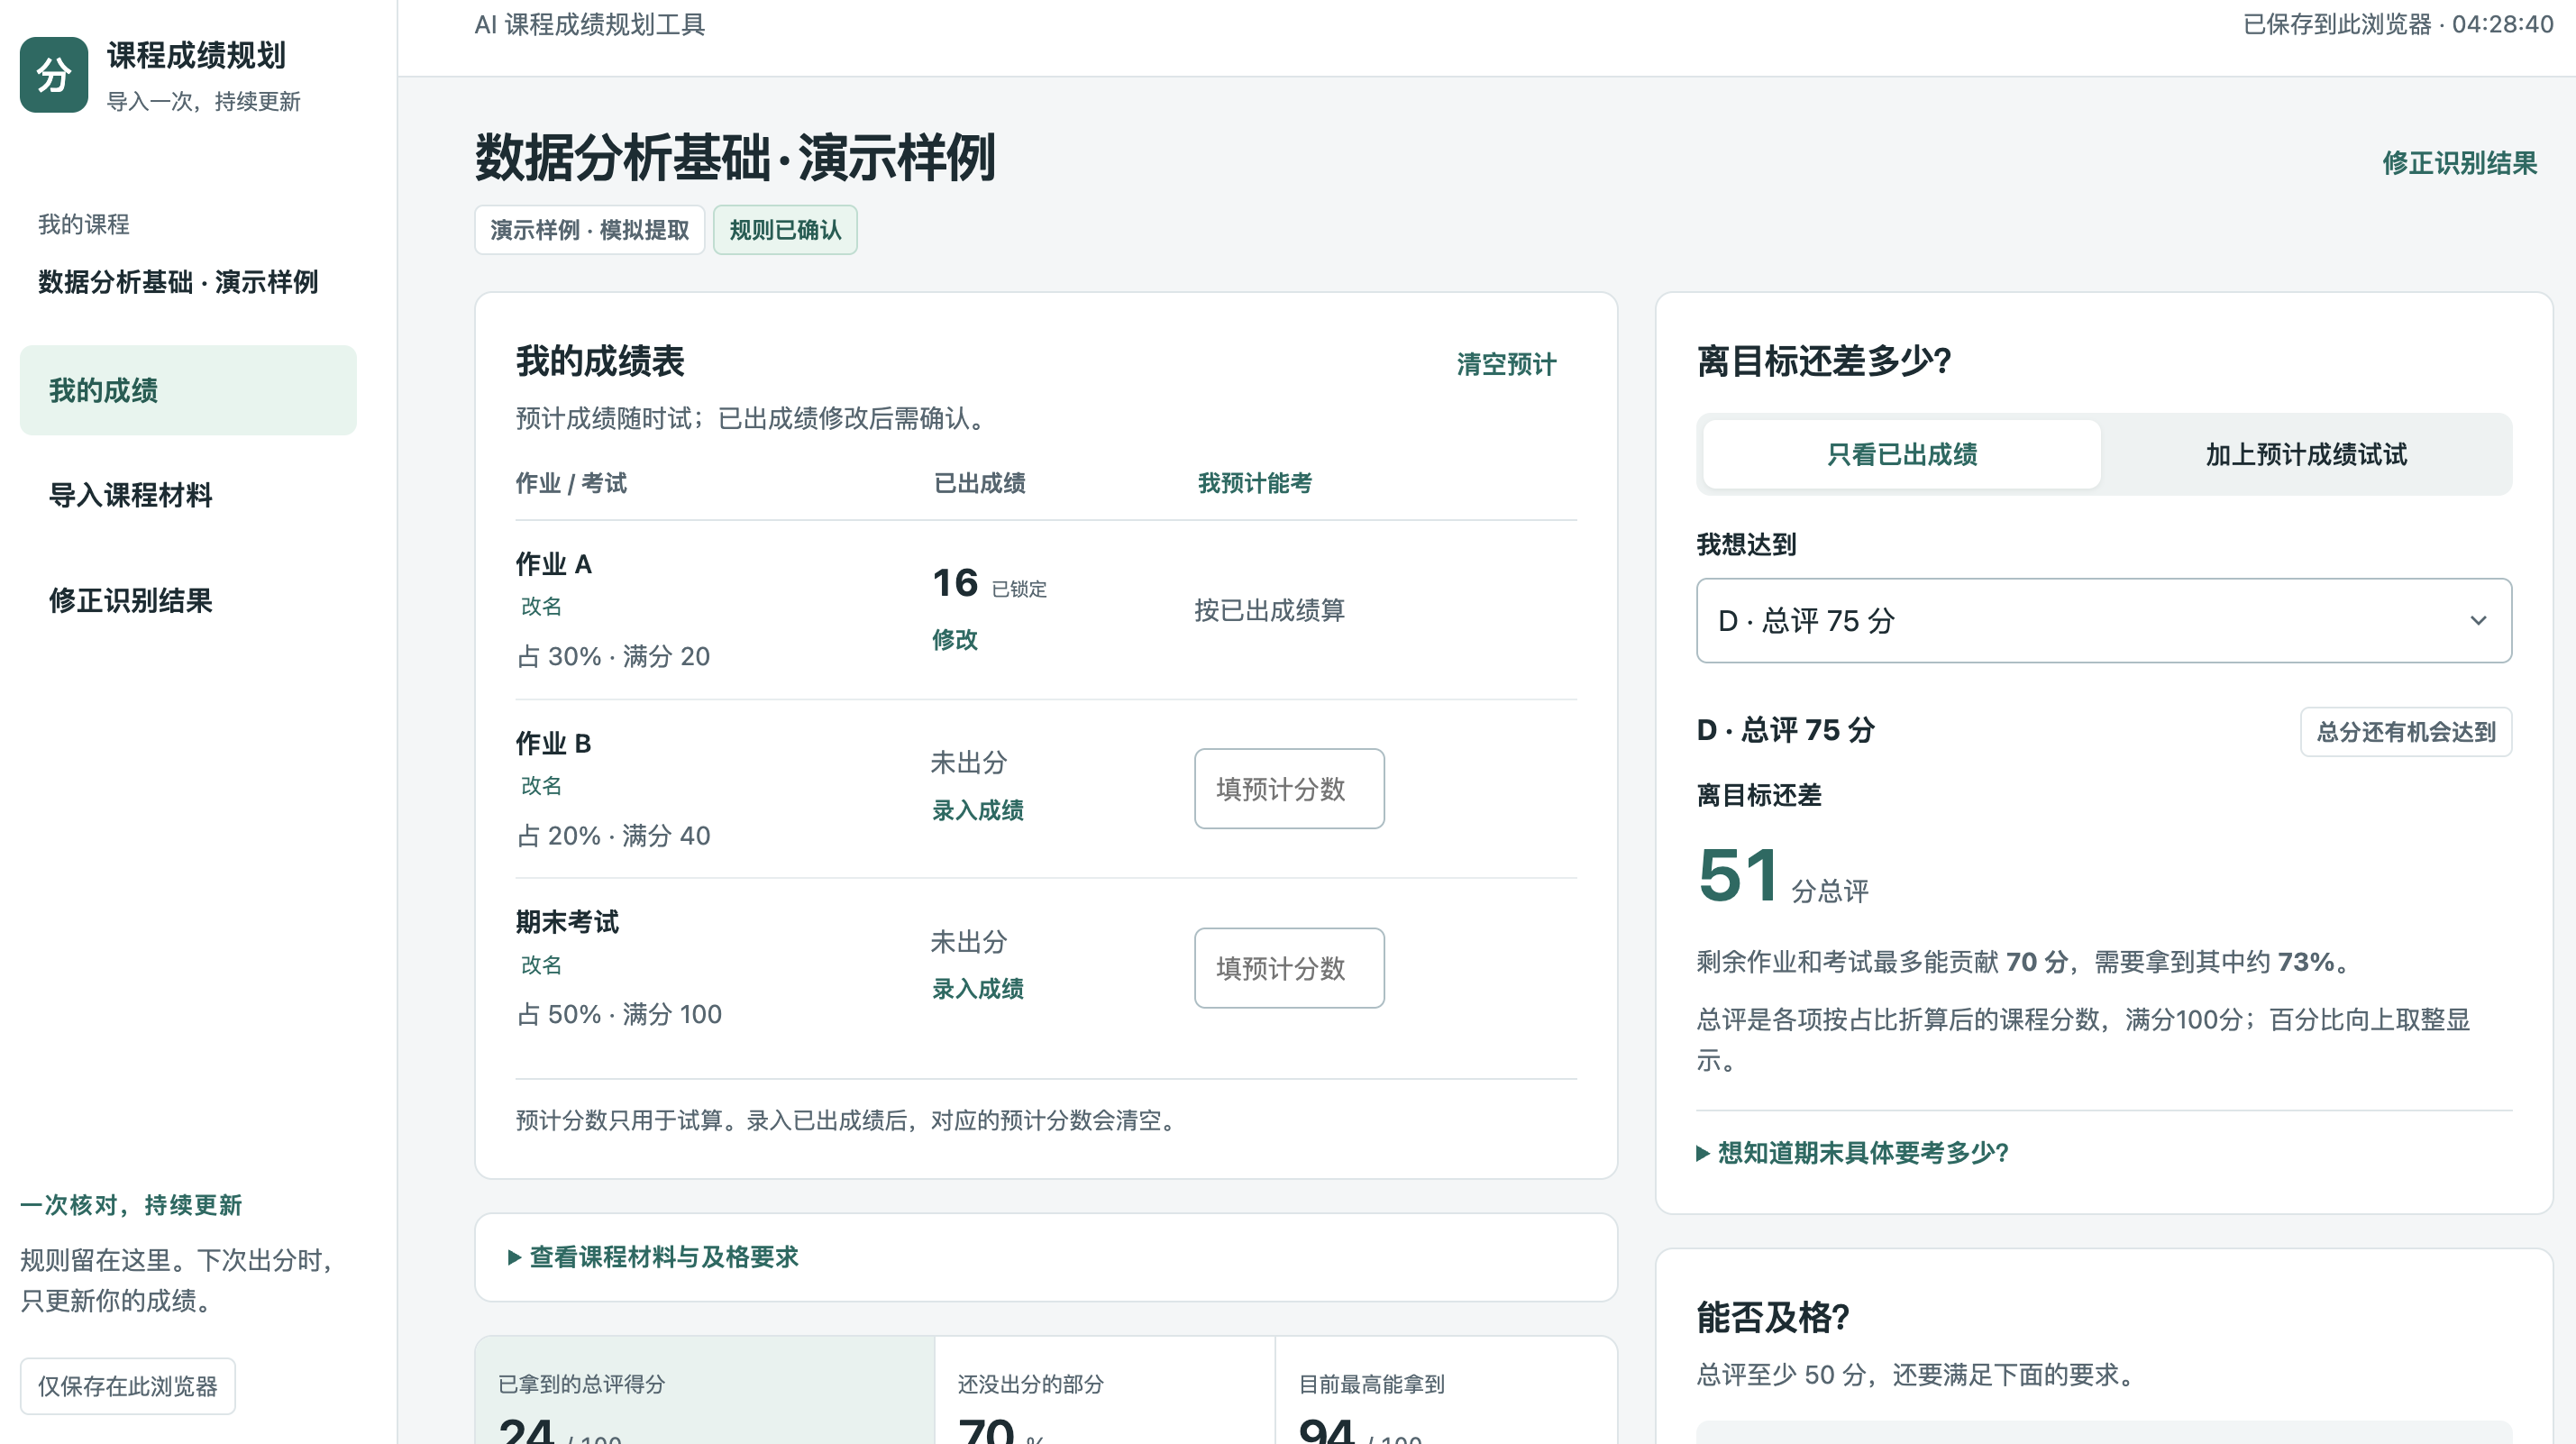 分
课程成绩规划
导入一次，持续更新
我的课程
数据分析基础 · 演示样例
我的成绩
导入课程材料
修正识别结果
一次核对，持续更新
规则留在这里。下次出分时，
只更新你的成绩。
仅保存在此浏览器
AI 课程成绩规划工具
已保存到此浏览器 · 04:28:40
数据分析基础 · 演示样例
修正识别结果
演示样例 · 模拟提取
规则已确认
我的成绩表
清空预计
预计成绩随时试；已出成绩修改后需确认。
作业 / 考试
已出成绩
我预计能考
作业 A
改名
占 30% · 满分 20
16 已锁定
修改
按已出成绩算
作业 B
改名
占 20% · 满分 40
未出分
录入成绩
填预计分数
期末考试
改名
占 50% · 满分 100
未出分
录入成绩
填预计分数
预计分数只用于试算。录入已出成绩后，对应的预计分数会清空。
▶ 查看课程材料与及格要求
已拿到的总评得分
24 / 100
还没出分的部分
70 %
目前最高能拿到
94 / 100
离目标还差多少?
只看已出成绩
加上预计成绩试试
我想达到
D · 总评 75 分
D · 总评 75 分
总分还有机会达到
离目标还差
51 分总评
剩余作业和考试最多能贡献 70 分，需要拿到其中约 73%。
总评是各项按占比折算后的课程分数，满分100分；百分比向上取整显
示。
▶ 想知道期末具体要考多少?
能否及格?
总评至少 50 分，还要满足下面的要求。